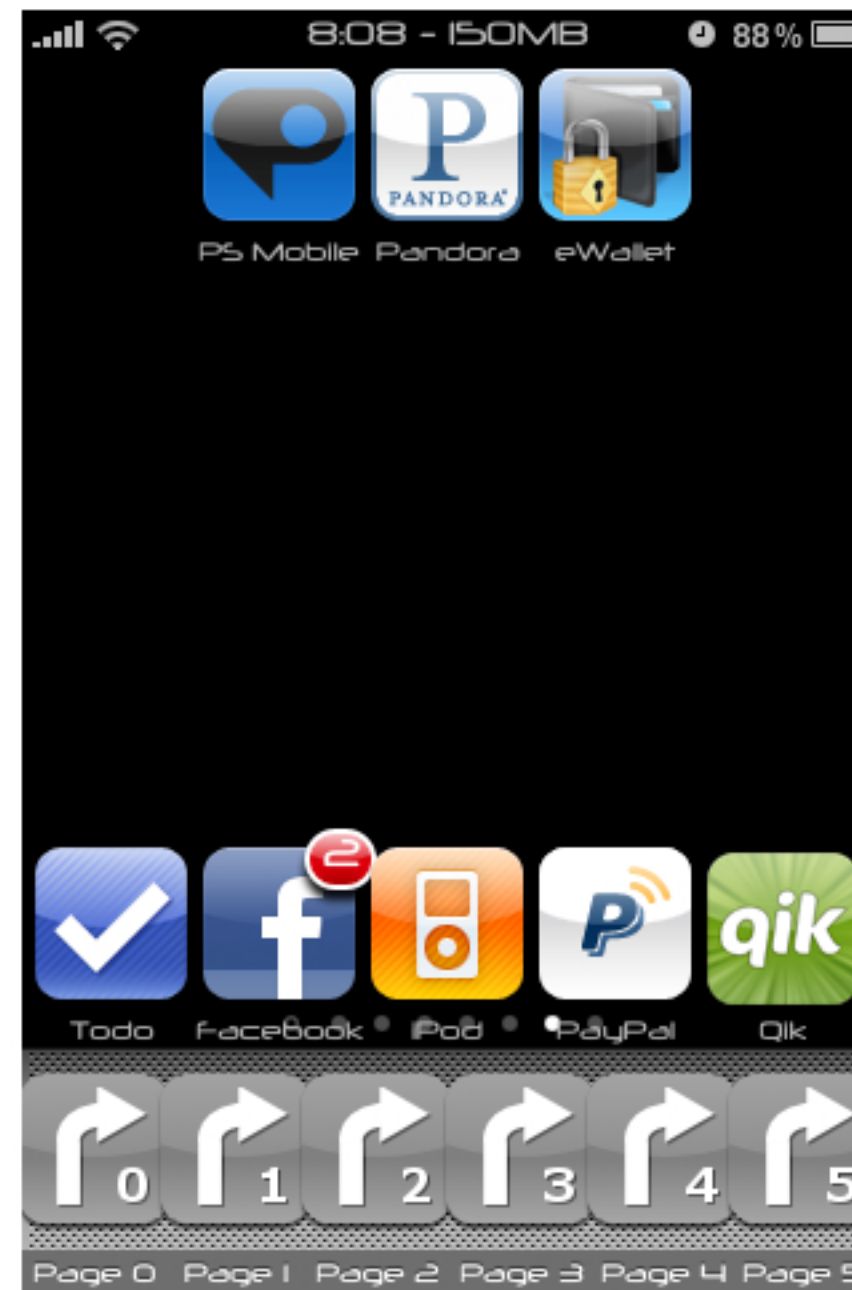 8:08 - 150MB 88%
P
PANDORA
PS Mobile Pandora eWallet
2
f P qik
Todo Facebook iPod PayPal Qik
0 1 2 3 4 5
Page 0 Page 1 Page 2 Page 3 Page 4 Page 5